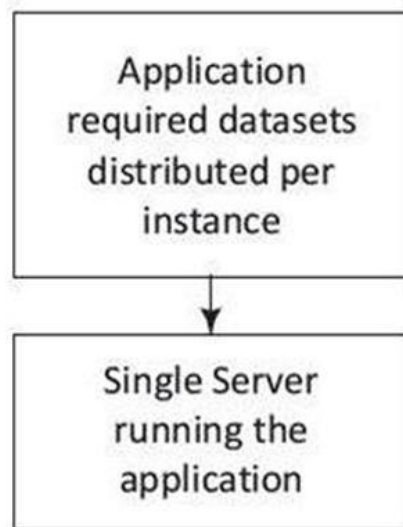 Application
required datasets
distributed per
instance
Single Server
running the
application